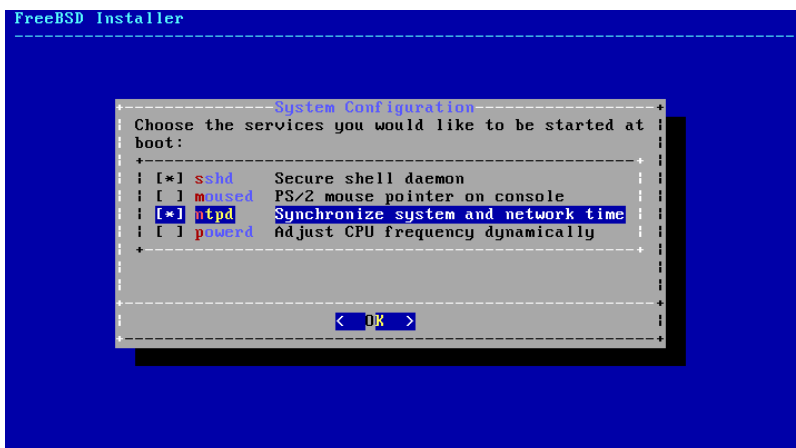 FreeBSD Installer
System Configuration
Choose the services you would like to be started at
boot:
[*] sshd Secure shell daemon
[ ] moused PS/2 mouse pointer on console
[*] ntpd Synchronize system and network time
[ ] powerd Adjust CPU frequency dynamically
< OK >